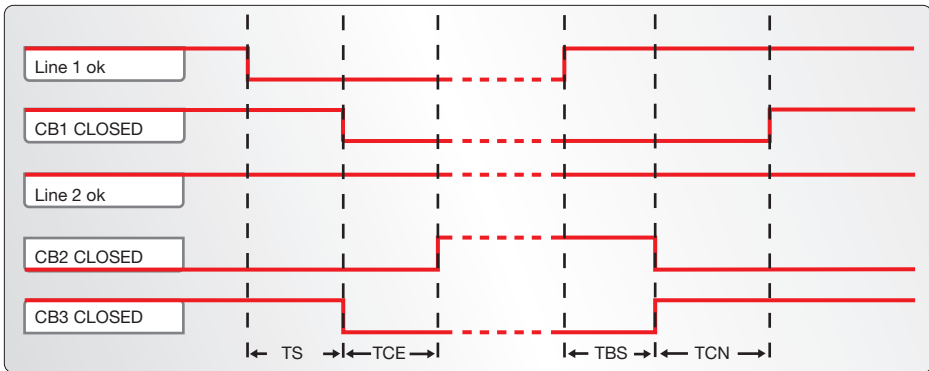 Line 1 ok
CB1 CLOSED
Line 2 ok
CB2 CLOSED
CB3 CLOSED
TS TCE TBS TCN